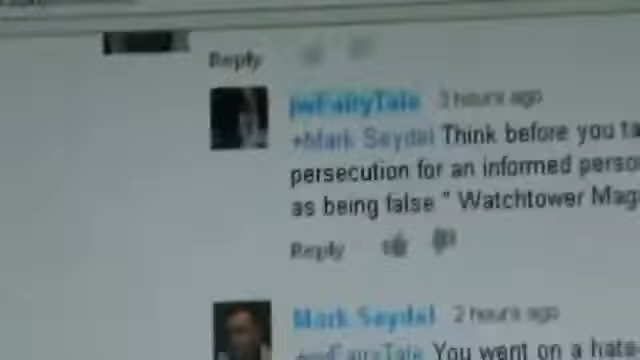 Reply
jwFairyTale 3 hours ago
+Mark Seydel Think before you ta
persecution for an informed perso
as being false " Watchtower Mag
Reply
Mark Seydel 2 hours ago
+jwFairyTale You went on a hate